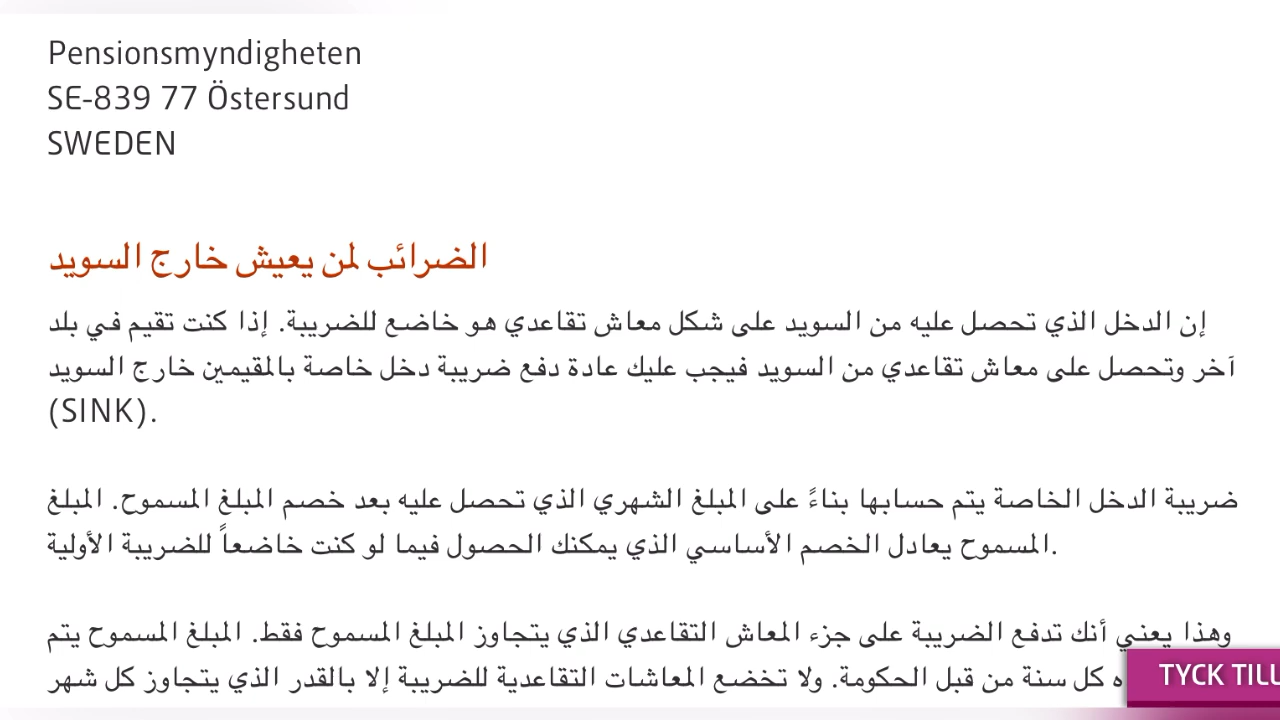 Pensionsmyndigheten
SE-839 77 Östersund
SWEDEN
الضرائب لمن يعيش خارج السويد
إن الدخل الذي تحصل عليه من السويد على شكل معاش تقاعدي هو خاضع للضريبة. إذا كنت تقيم في بلد
آخر وتحصل على معاش تقاعدي من السويد فيجب عليك عادة دفع ضريبة دخل خاصة بالمقيمين خارج السويد
(SINK).
ضريبة الدخل الخاصة يتم حسابها بناءً على المبلغ الشهري الذي تحصل عليه بعد خصم المبلغ المسموح. المبلغ
المسموح يعادل الخصم الأساسي الذي يمكنك الحصول فيما لو كنت خاضعاً للضريبة الأولية.
وهذا يعني أنك تدفع الضريبة على جزء المعاش التقاعدي الذي يتجاوز المبلغ المسموح فقط. المبلغ المسموح يتم
كل سنة من قبل الحكومة. ولا تخضع المعاشات التقاعدية للضريبة إلا بالقدر الذي يتجاوز كل شهر
TYCK TILL